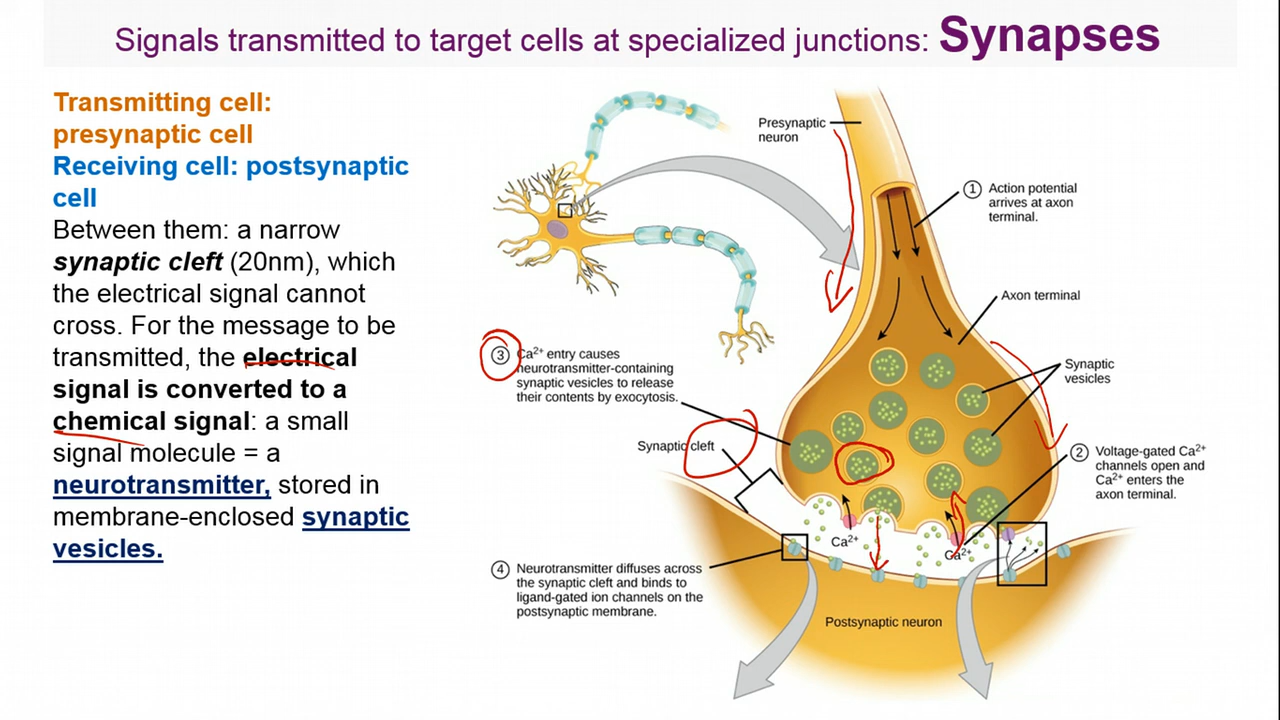 Signals transmitted to target cells at specialized junctions: Synapses
Transmitting cell:
presynaptic cell
Receiving cell: postsynaptic
cell
Between them: a narrow
synaptic cleft (20nm), which
the electrical signal cannot
cross. For the message to be
transmitted, the electrical
signal is converted to a
chemical signal: a small
signal molecule = a
neurotransmitter, stored in
membrane-enclosed synaptic
vesicles.
Presynaptic
neuron
1 Action potential
arrives at axon
terminal.
Axon terminal
Synaptic
vesicles
3 Ca2+ entry causes
neurotransmitter-containing
synaptic vesicles to release
their contents by exocytosis.
Synaptic cleft
2 Voltage-gated Ca2+
channels open and
Ca2+ enters the
axon terminal.
Ca2+
Ca2+
4 Neurotransmitter diffuses across
the synaptic cleft and binds to
ligand-gated ion channels on the
postsynaptic membrane.
Postsynaptic neuron